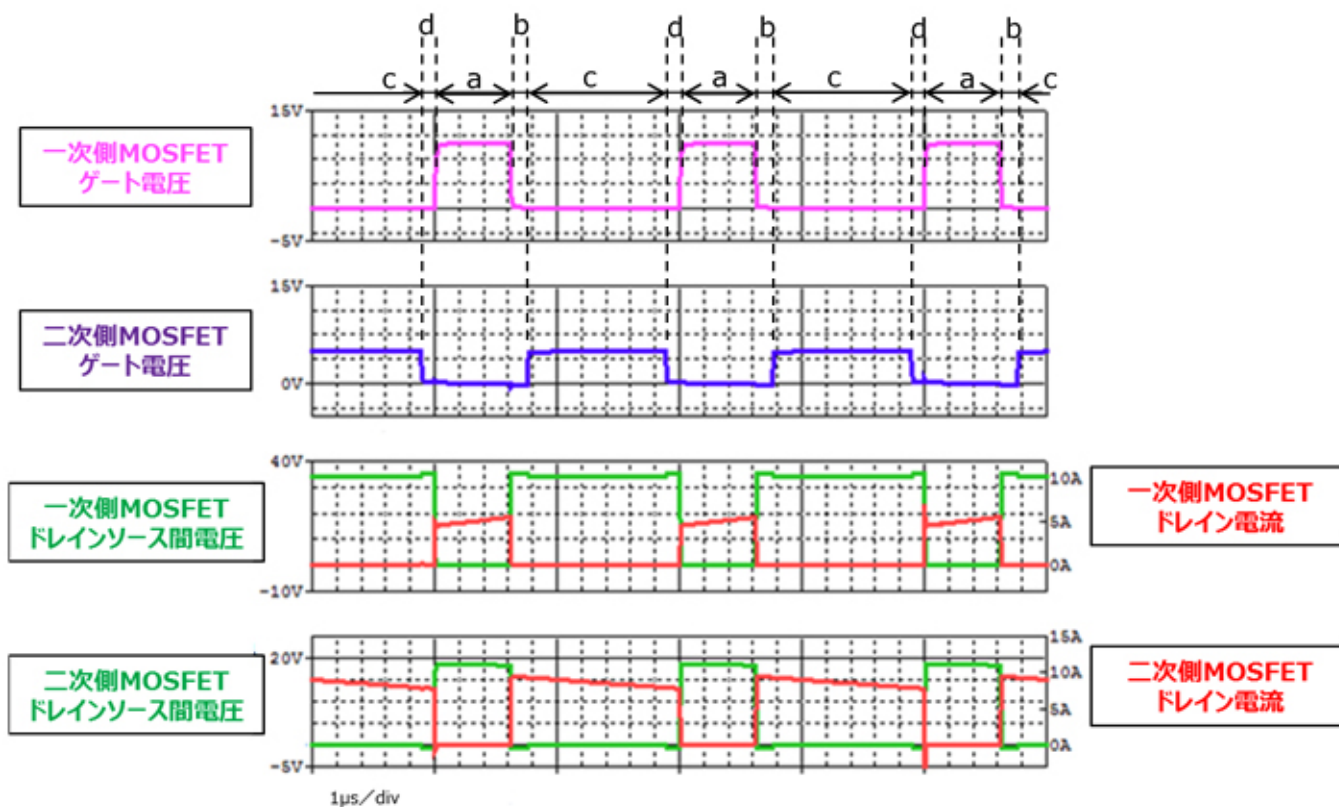 d b d b d b
c a c a c a c
15V
一次側MOSFET
ゲート電圧
-5V
15V
二次側MOSFET
ゲート電圧
0V
40V
10A
一次側MOSFET
ドレインソース間電圧
5A
一次側MOSFET
ドレイン電流
0A
-10V
15A
20V
10A
二次側MOSFET
ドレインソース間電圧
5A
二次側MOSFET
ドレイン電流
0A
-5V
1μs／div